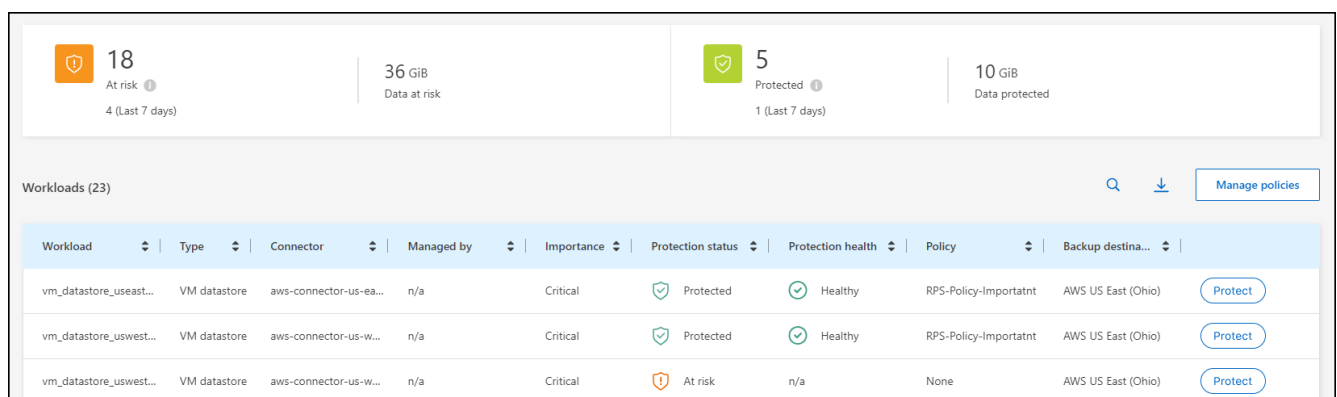 18
At risk
4 (Last 7 days)
36 GiB
Data at risk
5
Protected
1 (Last 7 days)
10 GiB
Data protected
Workloads (23)
Manage policies
Workload Type Connector Managed by Importance Protection status Protection health Policy Backup destina...
vm_datastore_useast... VM datastore aws-connector-us-ea... n/a Critical Protected Healthy RPS-Policy-Importatnt AWS US East (Ohio) Protect
vm_datastore_uswest... VM datastore aws-connector-us-w... n/a Critical Protected Healthy RPS-Policy-Importatnt AWS US East (Ohio) Protect
vm_datastore_uswest... VM datastore aws-connector-us-w... n/a Critical At risk n/a None AWS US East (Ohio) Protect